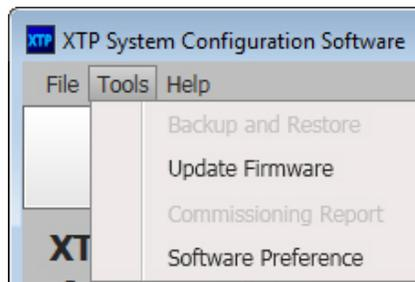 XTP XTP System Configuration Software
File Tools Help
Backup and Restore
Update Firmware
Commissioning Report
XT
Software Preference